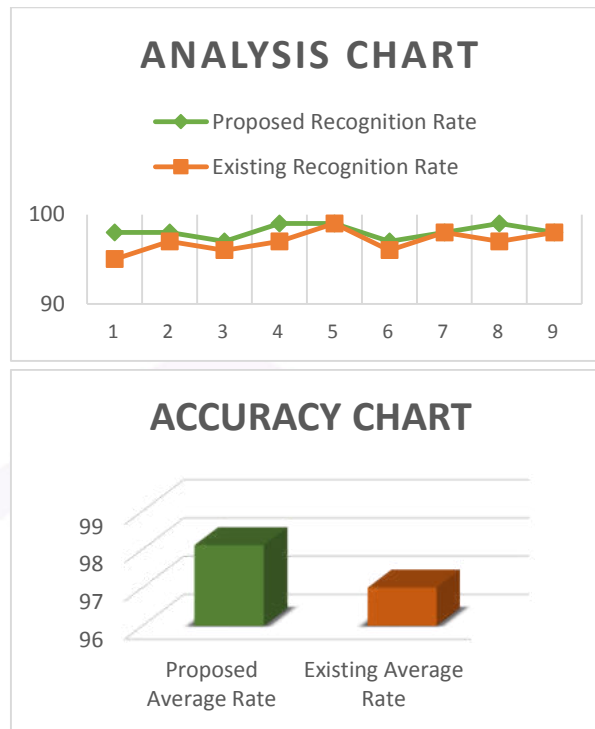 ANALYSIS CHART
Proposed Recognition Rate
Existing Recognition Rate
100
90
1 2 3 4 5 6 7 8 9
ACCURACY CHART
99
98
97
96
Proposed Existing Average
Average Rate Rate